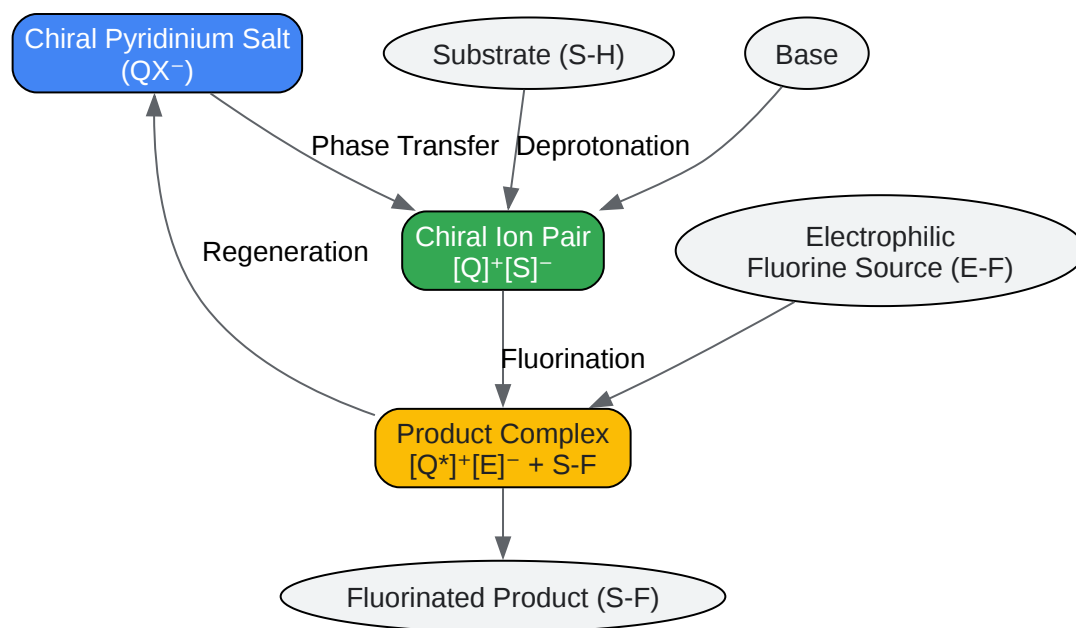 Chiral Pyridinium Salt
(QX⁻)
Substrate (S-H)
Base
Phase Transfer
Deprotonation
Chiral Ion Pair
[Q]⁺[S]⁻
Electrophilic
Fluorine Source (E-F)
Regeneration
Fluorination
Product Complex
[Q*]⁺[E]⁻ + S-F
Fluorinated Product (S-F)